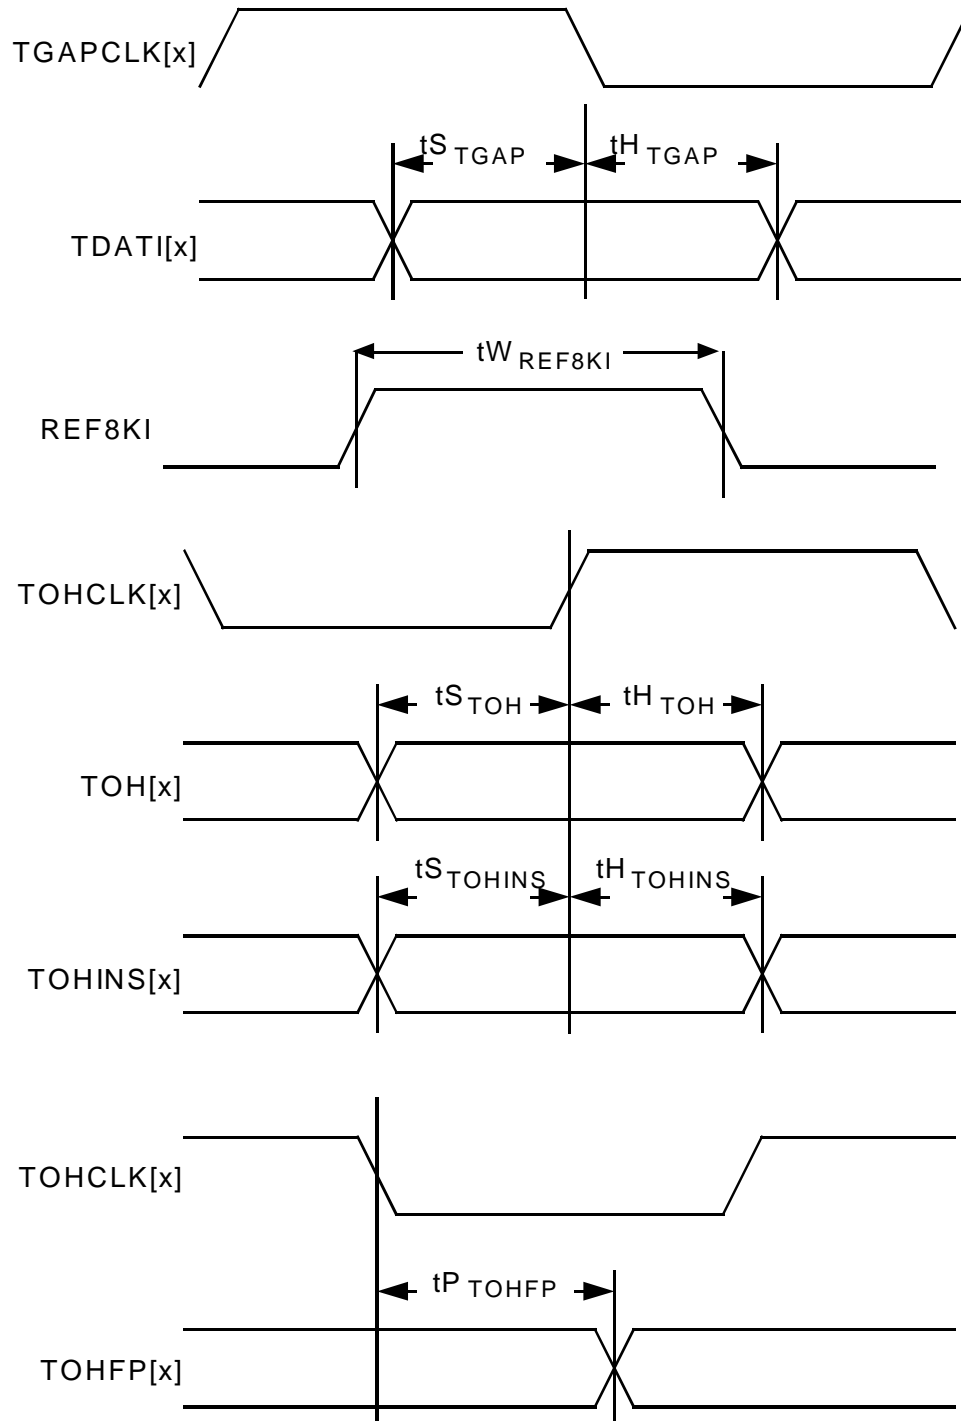 TGAPCLK[x]
tS TGAP tH TGAP
TDATI[x]
tW REF8KI
REF8KI
TOHCLK[x]
tS TOH tH TOH
TOH[x]
tS TOHINS tH TOHINS
TOHINS[x]
TOHCLK[x]
tP TOHFP
TOHFP[x]